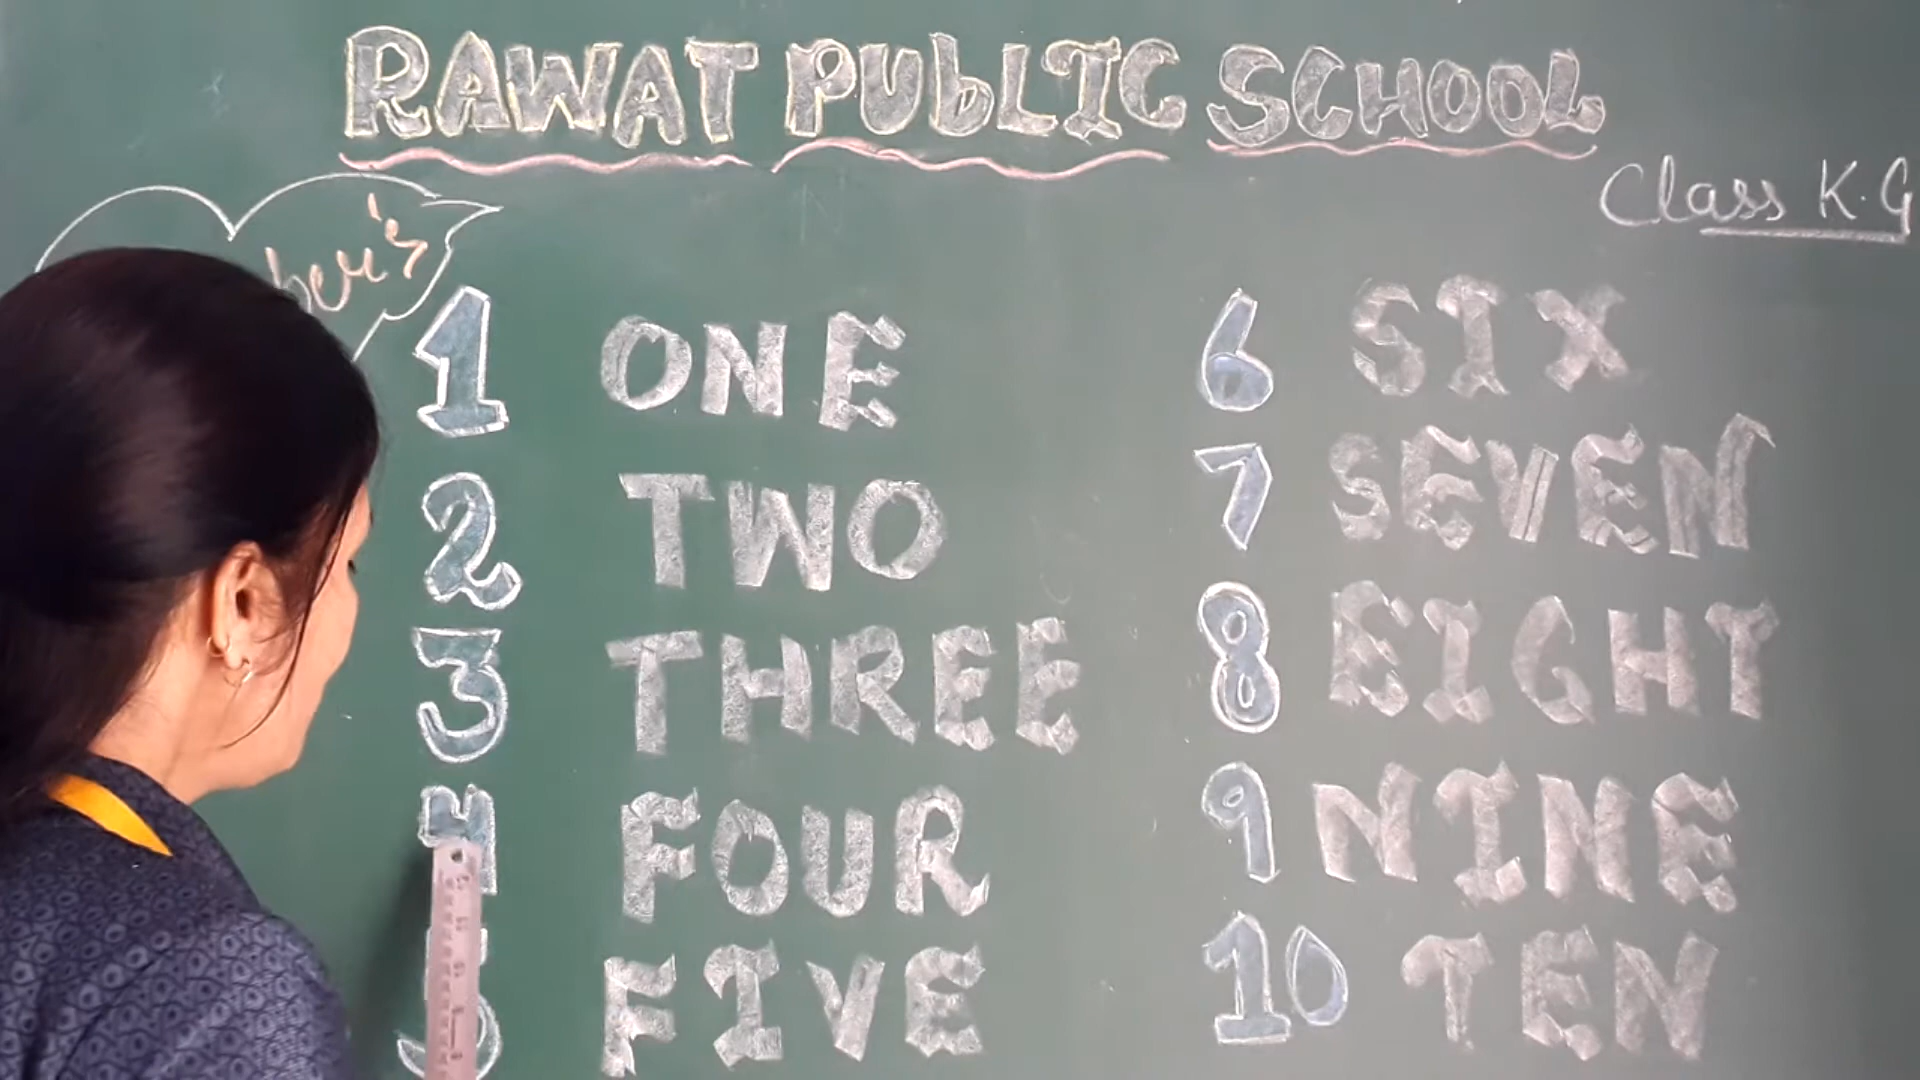 RAWAT PUbLIC SCHOOL
Class K.G
1 ONE
2 TWO
3 THREE
4 FOUR
5 FIVE
6 SIX
7 SEVEN
8 EIGHT
9 NINE
10 TEN